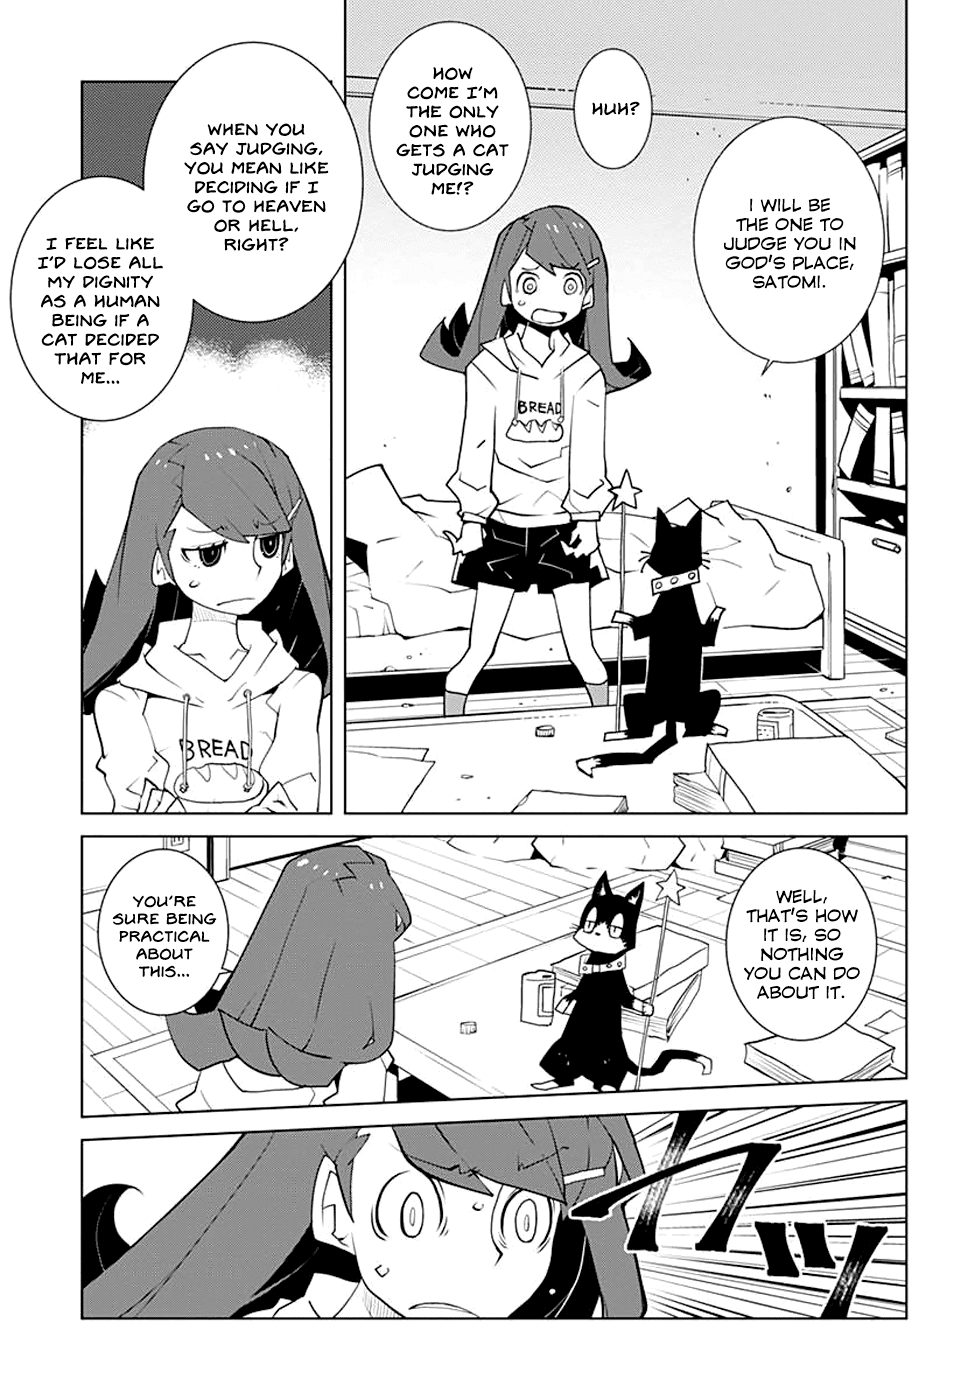 I WILL BE
THE ONE TO
JUDGE YOU IN
GOD'S PLACE,
SATOMI.
HUH?
HOW
COME I'M
THE ONLY
ONE WHO
GETS A CAT
JUDGING
ME!?
BREAD
WHEN YOU
SAY JUDGING,
YOU MEAN LIKE
DECIDING IF I
GO TO HEAVEN
OR HELL,
RIGHT?
I FEEL LIKE
I'D LOSE ALL
MY DIGNITY
AS A HUMAN
BEING IF A
CAT DECIDED
THAT FOR
ME...
BREAD
WELL,
THAT'S HOW
IT IS, SO
NOTHING
YOU CAN DO
ABOUT IT.
YOU'RE
SURE BEING
PRACTICAL
ABOUT
THIS...